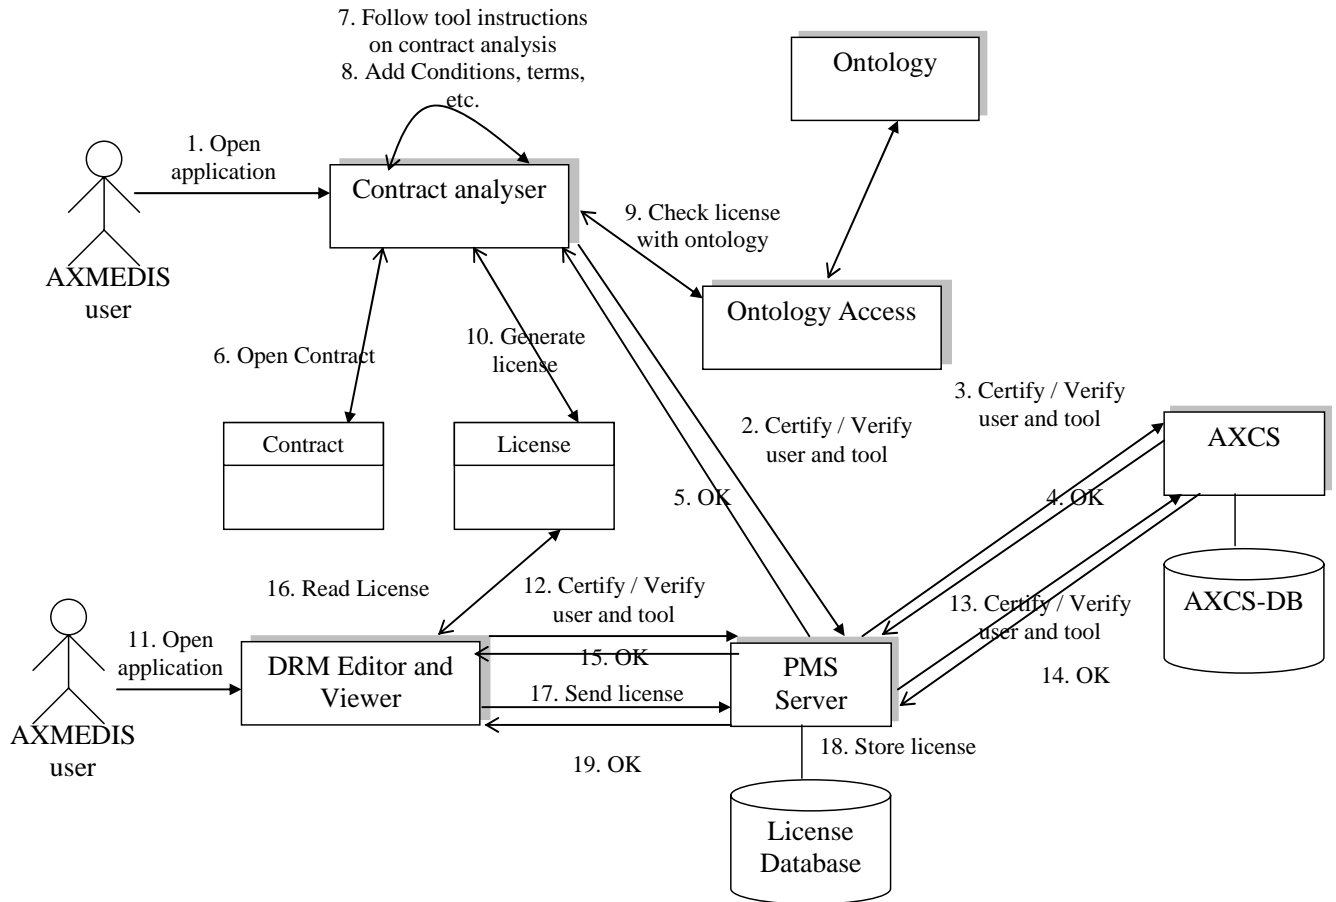 7. Follow tool instructions
on contract analysis
8. Add Conditions, terms,
etc.
Ontology
1. Open
application
Contract analyser
9. Check license
with ontology
AXMEDIS
user
Ontology Access
6. Open Contract
10. Generate
license
3. Certify / Verify
user and tool
2. Certify / Verify
user and tool
Contract
License
AXCS
5. OK
4. OK
16. Read License
12. Certify / Verify
user and tool
13. Certify / Verify
user and tool
AXCS-DB
11. Open
application
DRM Editor and
Viewer
15. OK
PMS
Server
14. OK
17. Send license
AXMEDIS
user
18. Store license
19. OK
License
Database